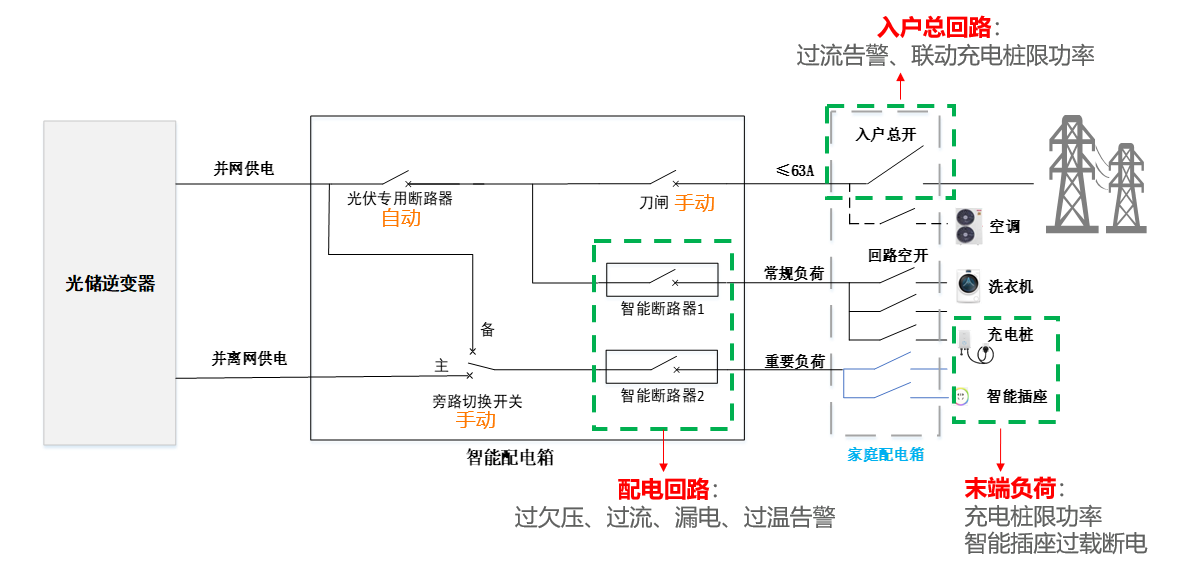 入户总回路：
过流告警、联动充电桩限功率
入户总开
并网供电
≤63A
光伏专用断路器
自动
刀闸 手动
空调
回路空开
光储逆变器
常规负荷
洗衣机
智能断路器1
备
充电桩
并离网供电
主
重要负荷
旁路切换开关
手动
智能断路器2
智能插座
智能配电箱
家庭配电箱
配电回路：
过欠压、过流、漏电、过温告警
末端负荷：
充电桩限功率
智能插座过载断电